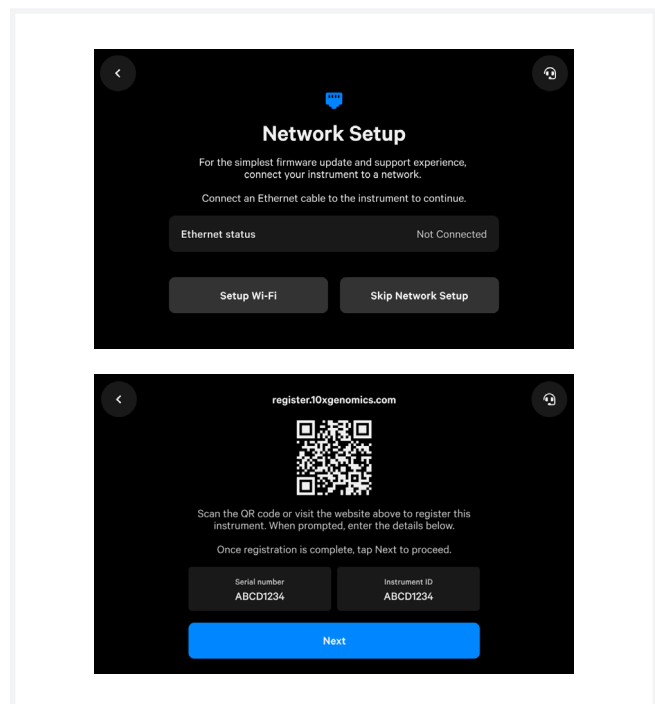 Network Setup
For the simplest firmware update and support experience,
connect your instrument to a network.
Connect an Ethernet cable to the instrument to continue.
Ethernet status Not Connected
Setup Wi-Fi Skip Network Setup
register.10xgenomics.com
Scan the QR code or visit the website above to register this
instrument. When prompted, enter the details below.
Once registration is complete, tap Next to proceed.
Serial number Instrument ID
ABCD1234 ABCD1234
Next